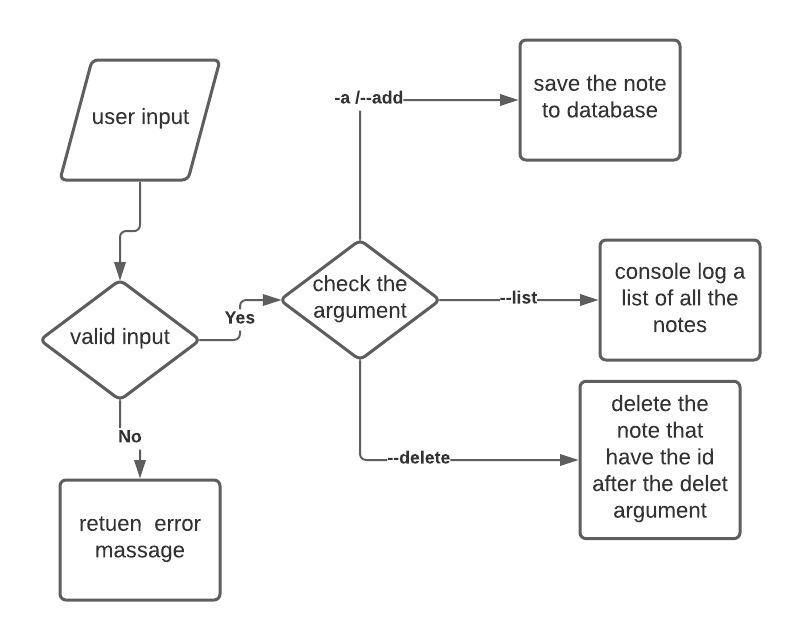 user input
valid input
Yes
No
retuen error
massage
check the
argument
-a /--add
save the note
to database
--list
console log a
list of all the
notes
--delete
delete the
note that
have the id
after the delet
argument